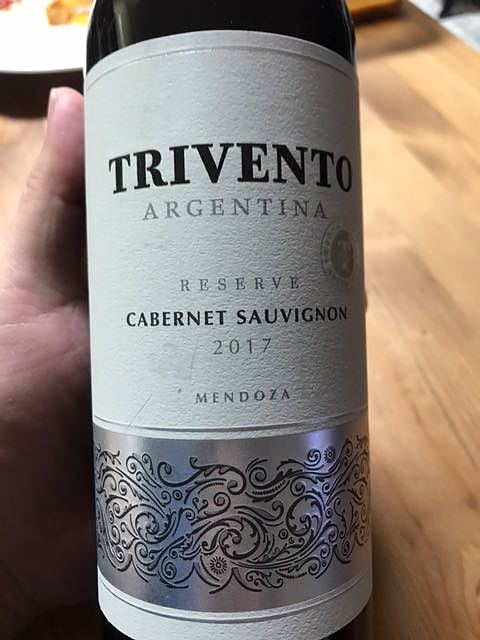 TRIVENTO
ARGENTINA
RESERVE
CABERNET SAUVIGNON
2017
MENDOZA